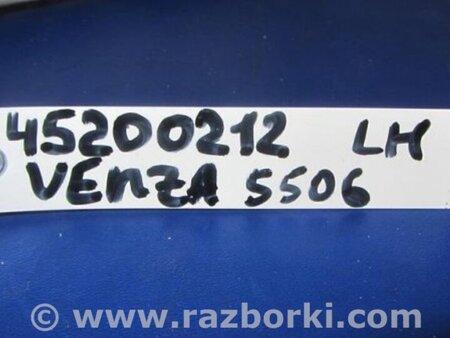 45200212 LH
VEnZA 5506
© www.razborki.com